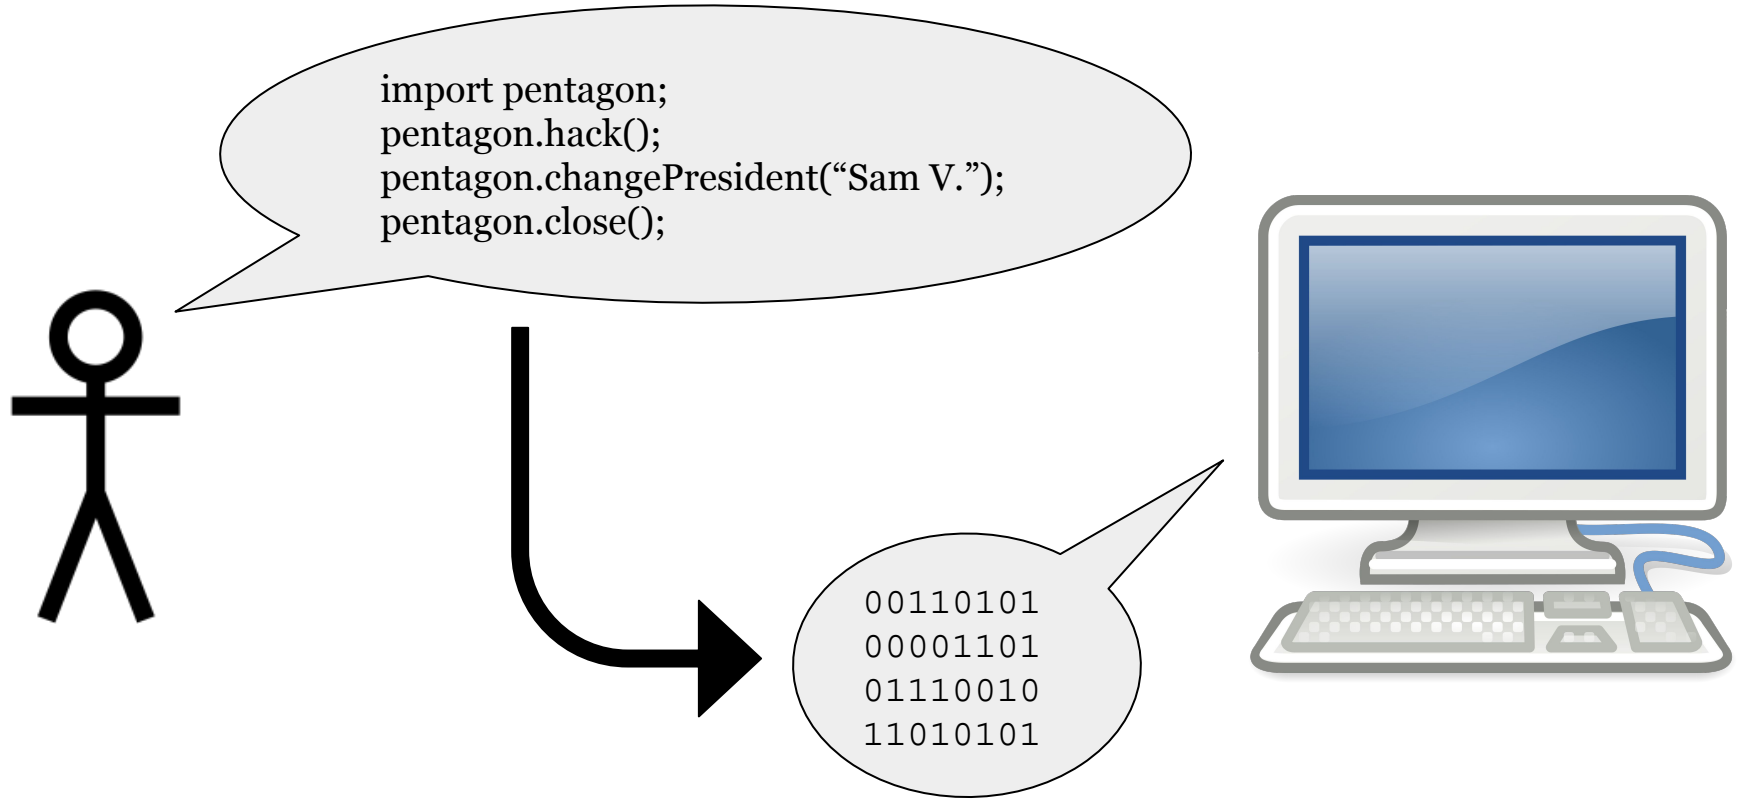 import pentagon;
pentagon.hack();
pentagon.changePresident(“Sam V.”);
pentagon.close();
00110101
00001101
01110010
11010101